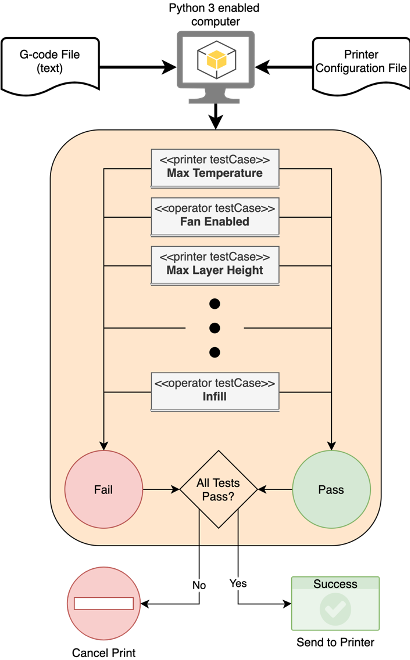 Python 3 enabled
computer
G-code File
(text)
Printer
Configuration File
<<printer testCase>>
Max Temperature
<<operator testCase>>
Fan Enabled
<<printer testCase>>
Max Layer Height
<<operator testCase>>
Infill
Fail
All Tests
Pass?
Pass
No
Yes
Success
Cancel Print
Send to Printer